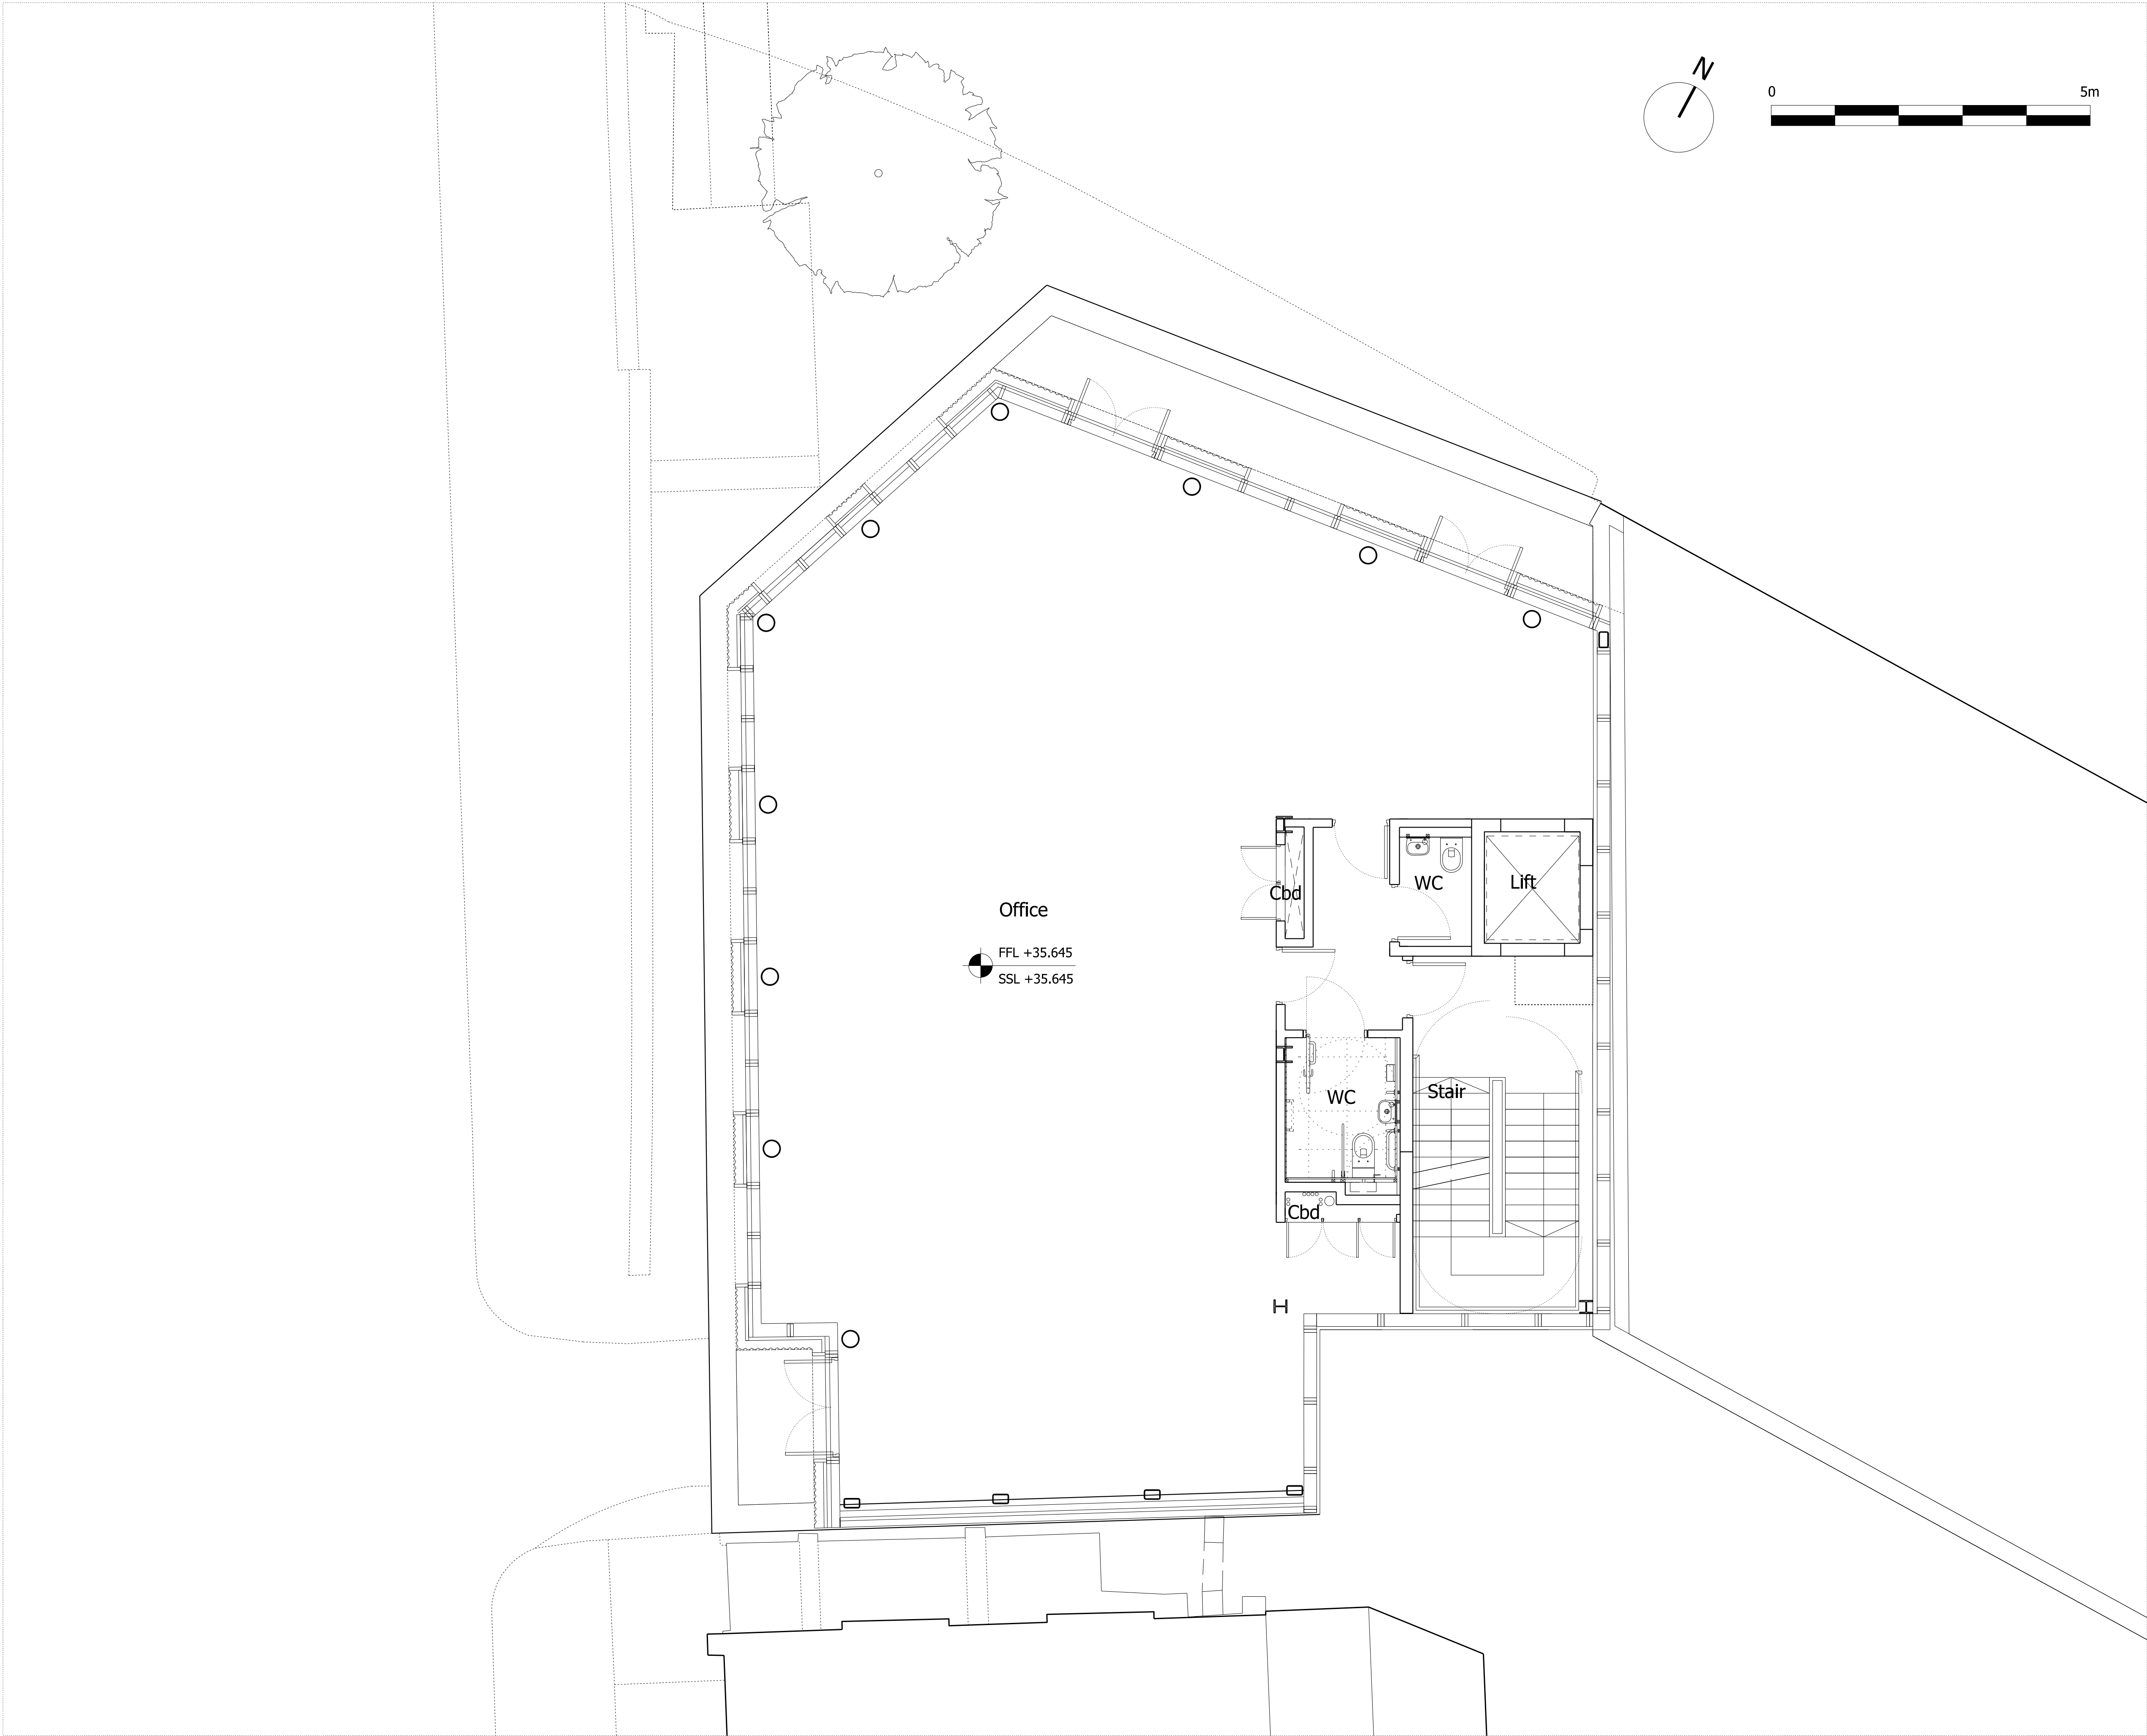 N
0 5m
Cbd
WC
Lift
Office
FFL +35.645
SSL +35.645
WC
Stair
Cbd